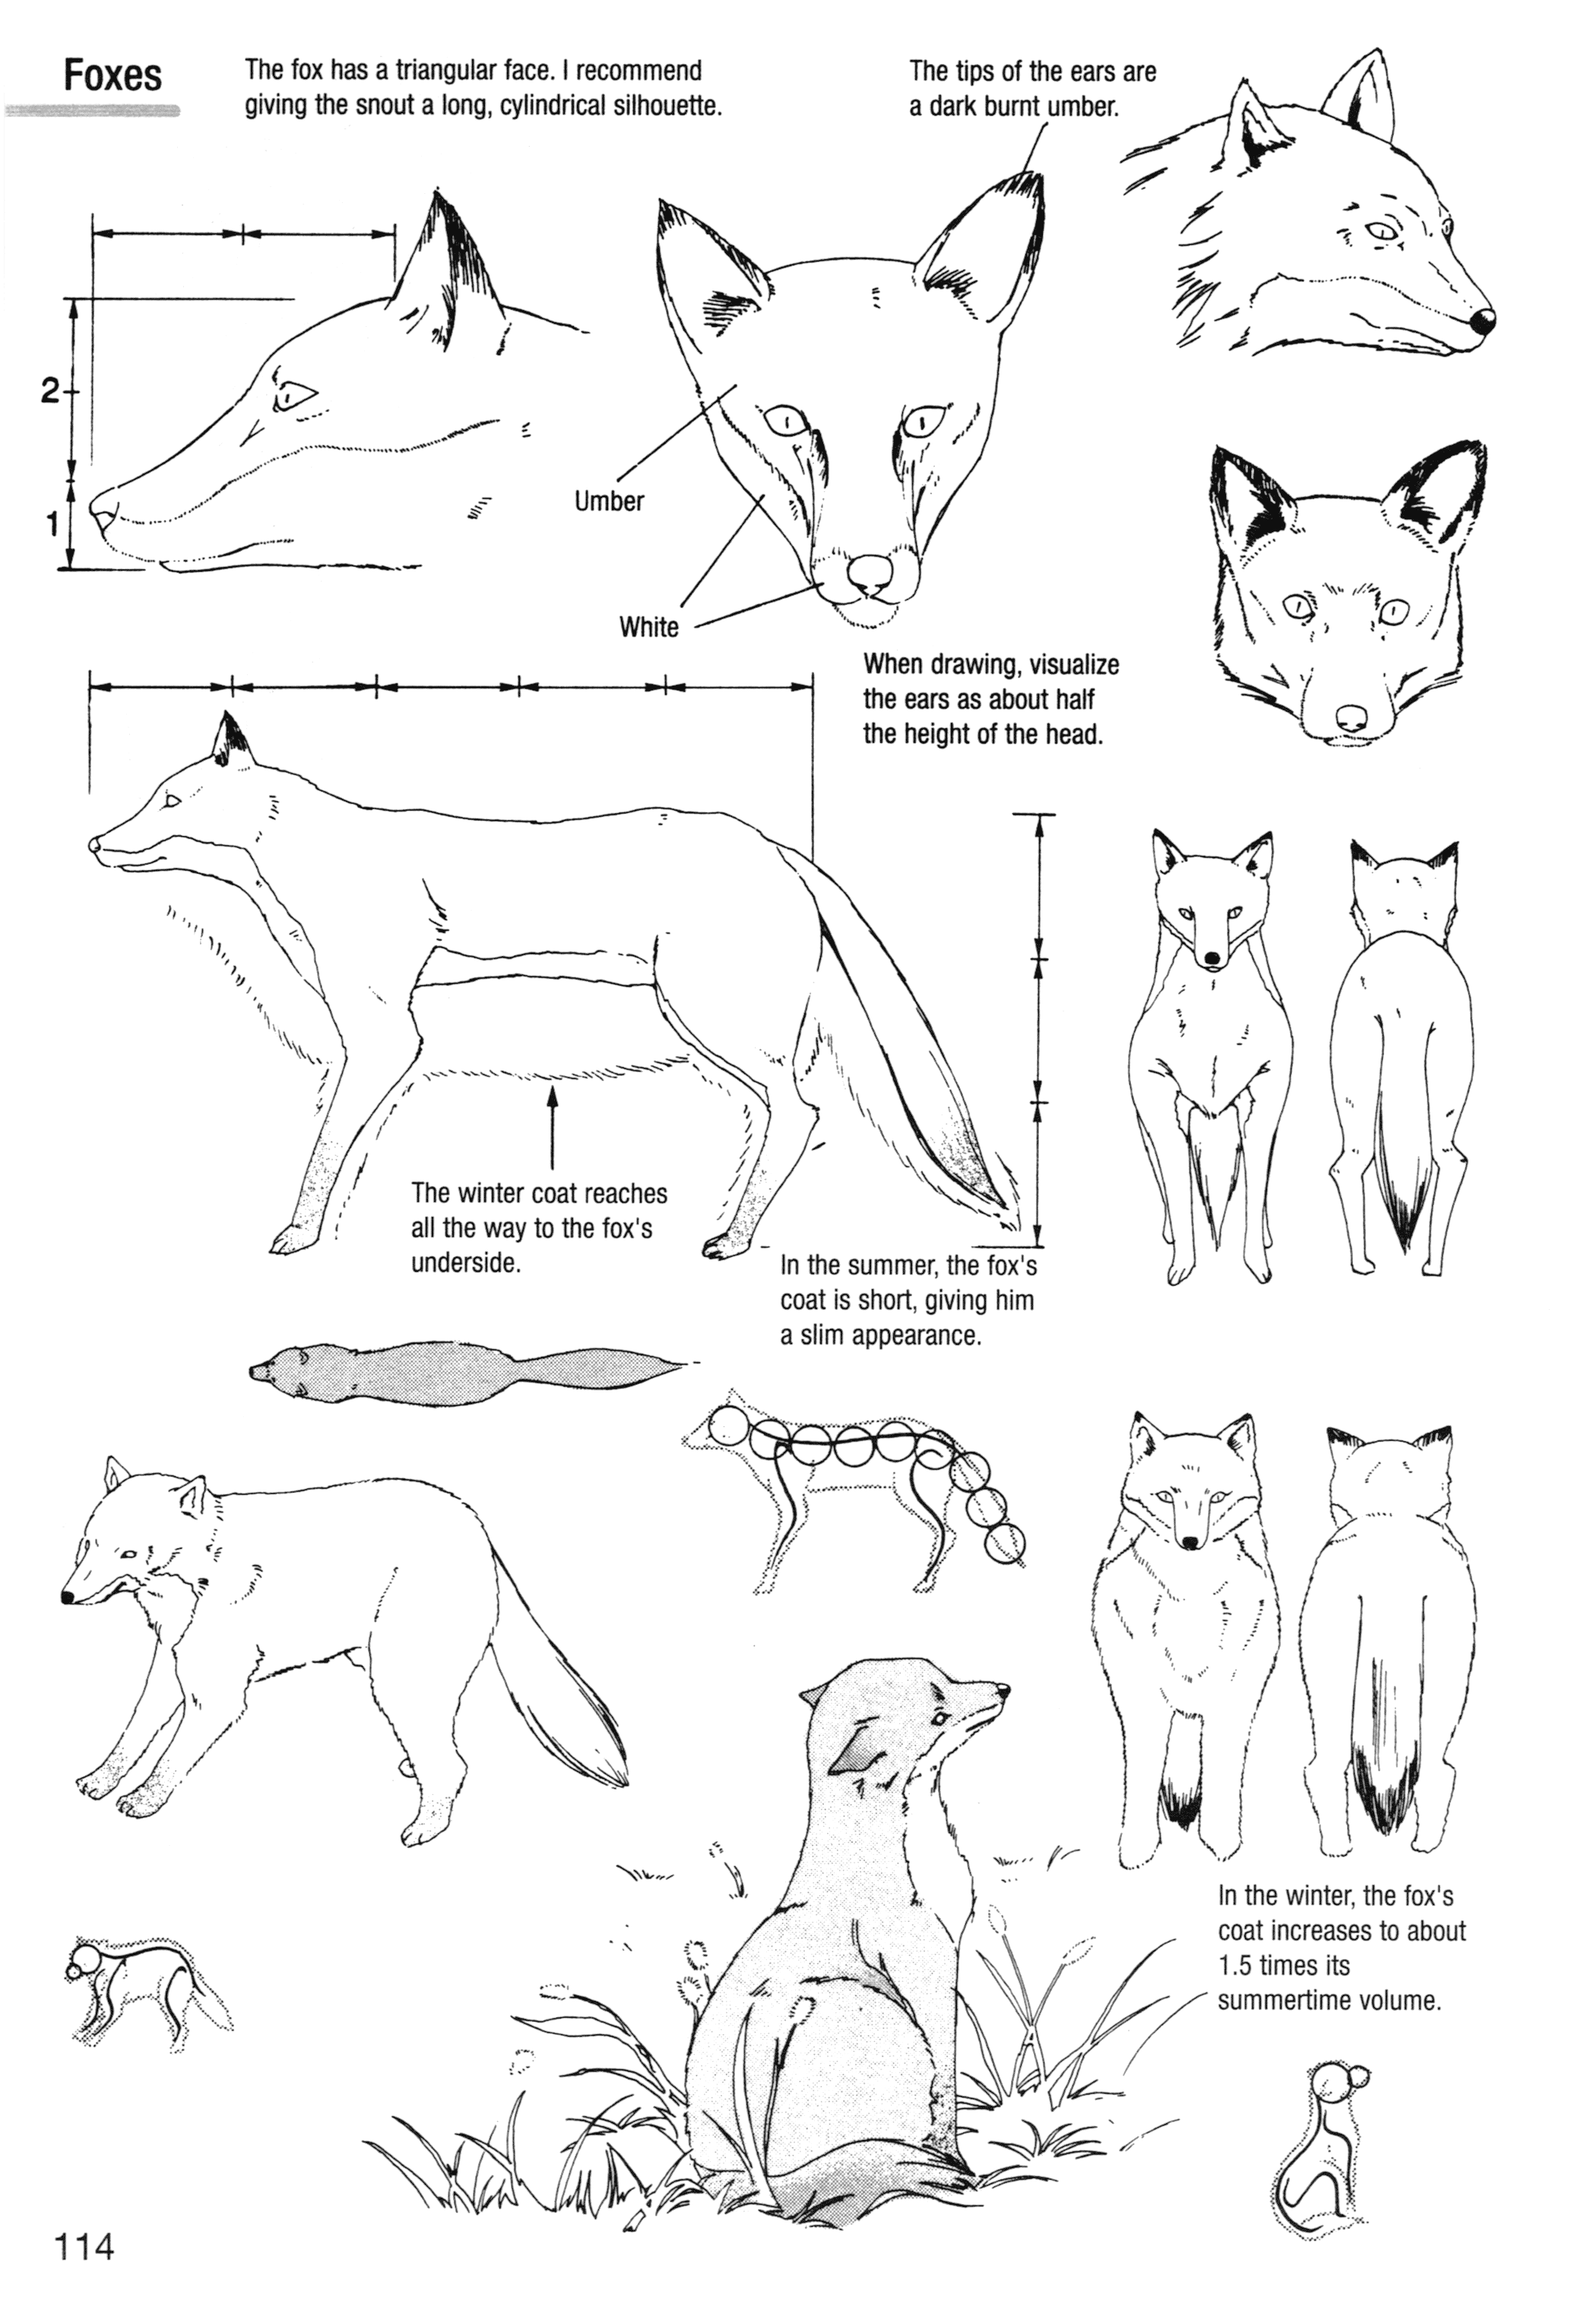 Foxes
The fox has a triangular face. I recommend
giving the snout a long, cylindrical silhouette.
The tips of the ears are
a dark burnt umber.
2
1
Umber
White
When drawing, visualize
the ears as about half
the height of the head.
The winter coat reaches
all the way to the fox's
underside.
In the summer, the fox's
coat is short, giving him
a slim appearance.
In the winter, the fox's
coat increases to about
1.5 times its
summertime volume.
114